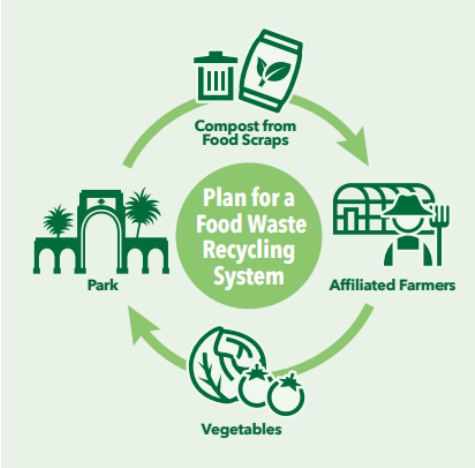 Compost from
Food Scraps
Plan for a
Food Waste
Recycling
System
Park
Affiliated Farmers
Vegetables